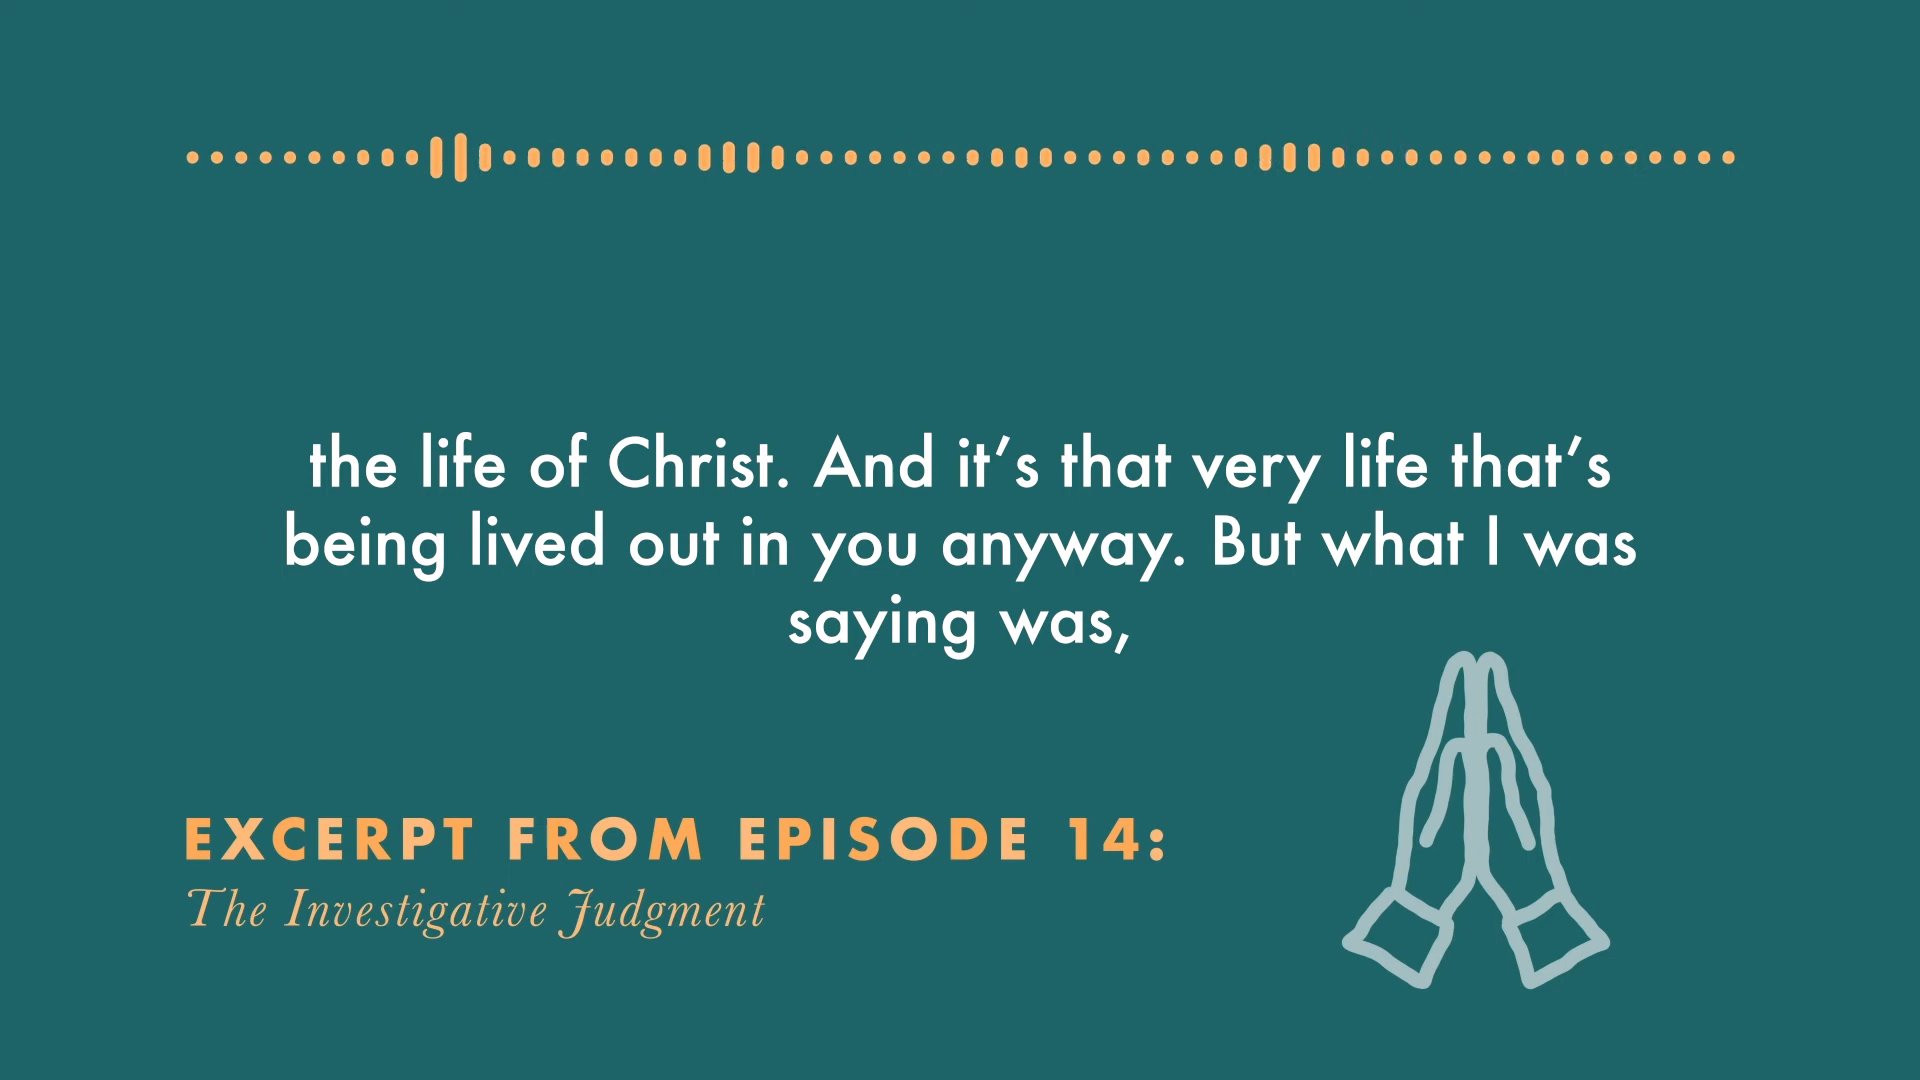 the life of Christ. And it’s that very life that’s
being lived out in you anyway. But what I was
saying was,
EXCERPT FROM EPISODE 14:
The Investigative Judgment